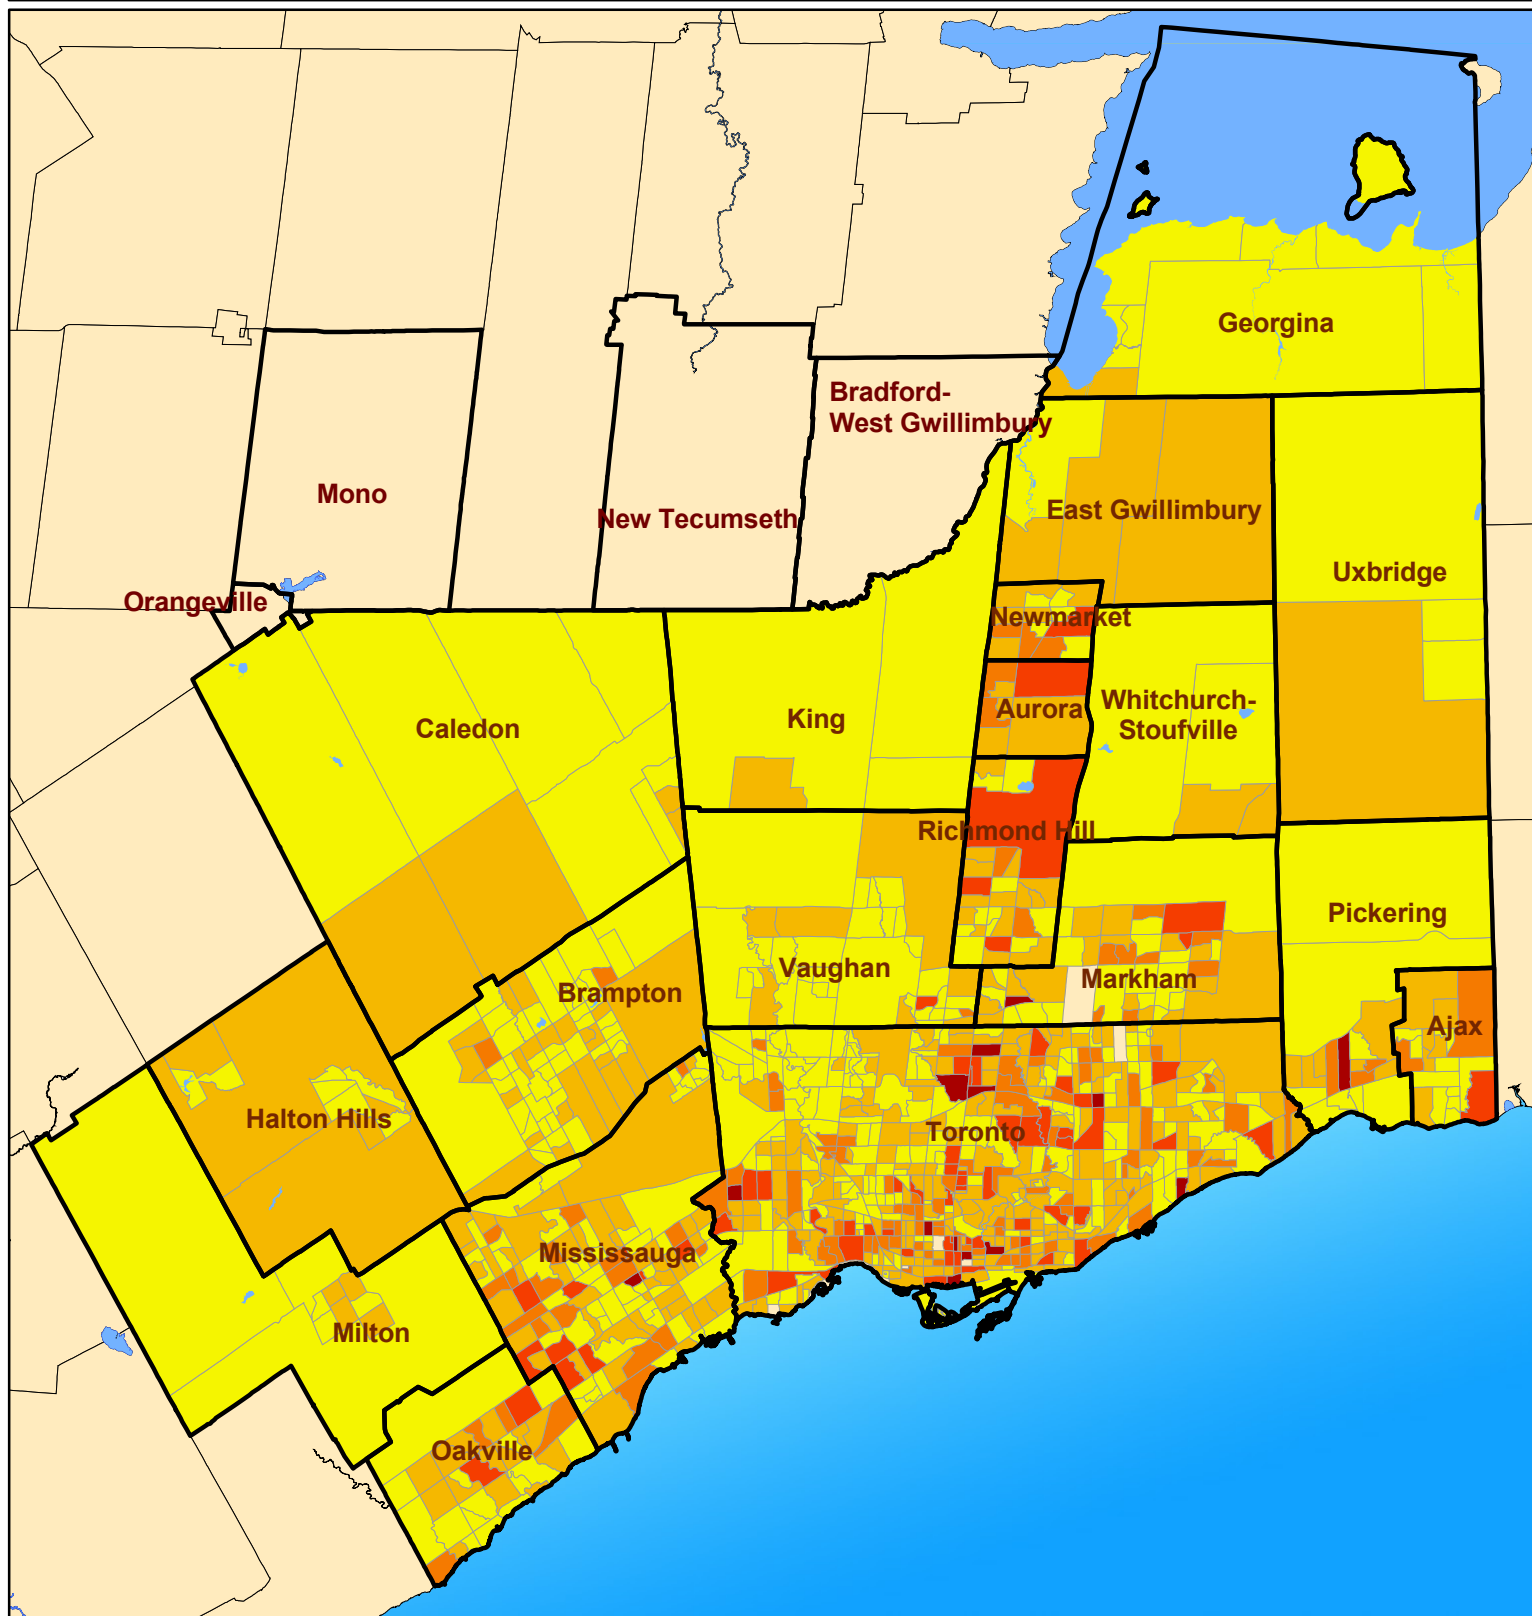 Georgina
Bradford-
West Gwillimbury
Mono
New Tecumseth
East Gwillimbury
Uxbridge
Orangeville
Newmarket
Caledon
King
Aurora
Whitchurch-
Stoufville
Richmond Hill
Pickering
Vaughan
Markham
Brampton
Ajax
Halton Hills
Toronto
Mississauga
Milton
Oakville